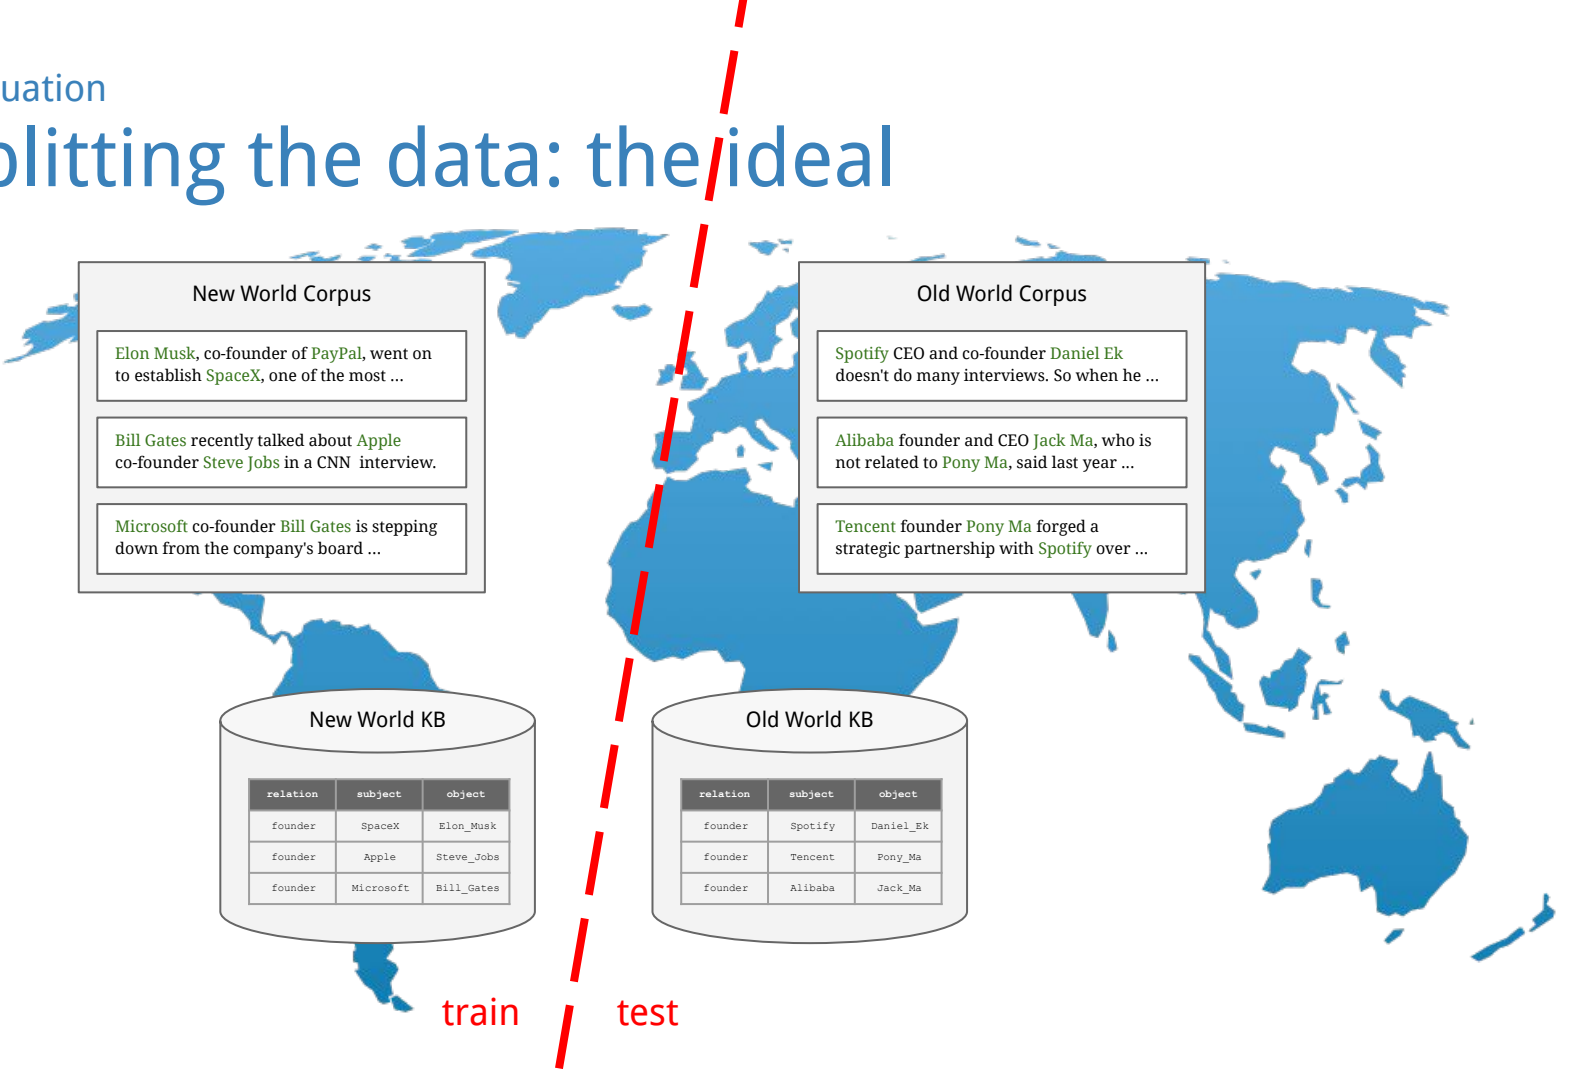 uation
plitting the data: the ideal
New World Corpus
Elon Musk, co-founder of PayPal, went on
to establish SpaceX, one of the most ...
Bill Gates recently talked about Apple
co-founder Steve Jobs in a CNN  interview.
Microsoft co-founder Bill Gates is stepping
down from the company's board ...
Old World Corpus
Spotify CEO and co-founder Daniel Ek
doesn't do many interviews. So when he ...
Alibaba founder and CEO Jack Ma, who is
not related to Pony Ma, said last year ...
Tencent founder Pony Ma forged a
strategic partnership with Spotify over ...
New World KB
relation subject object
founder SpaceX Elon_Musk
founder Apple Steve_Jobs
founder Microsoft Bill_Gates
Old World KB
relation subject object
founder Spotify Daniel_Ek
founder Tencent Pony_Ma
founder Alibaba Jack_Ma
train
test